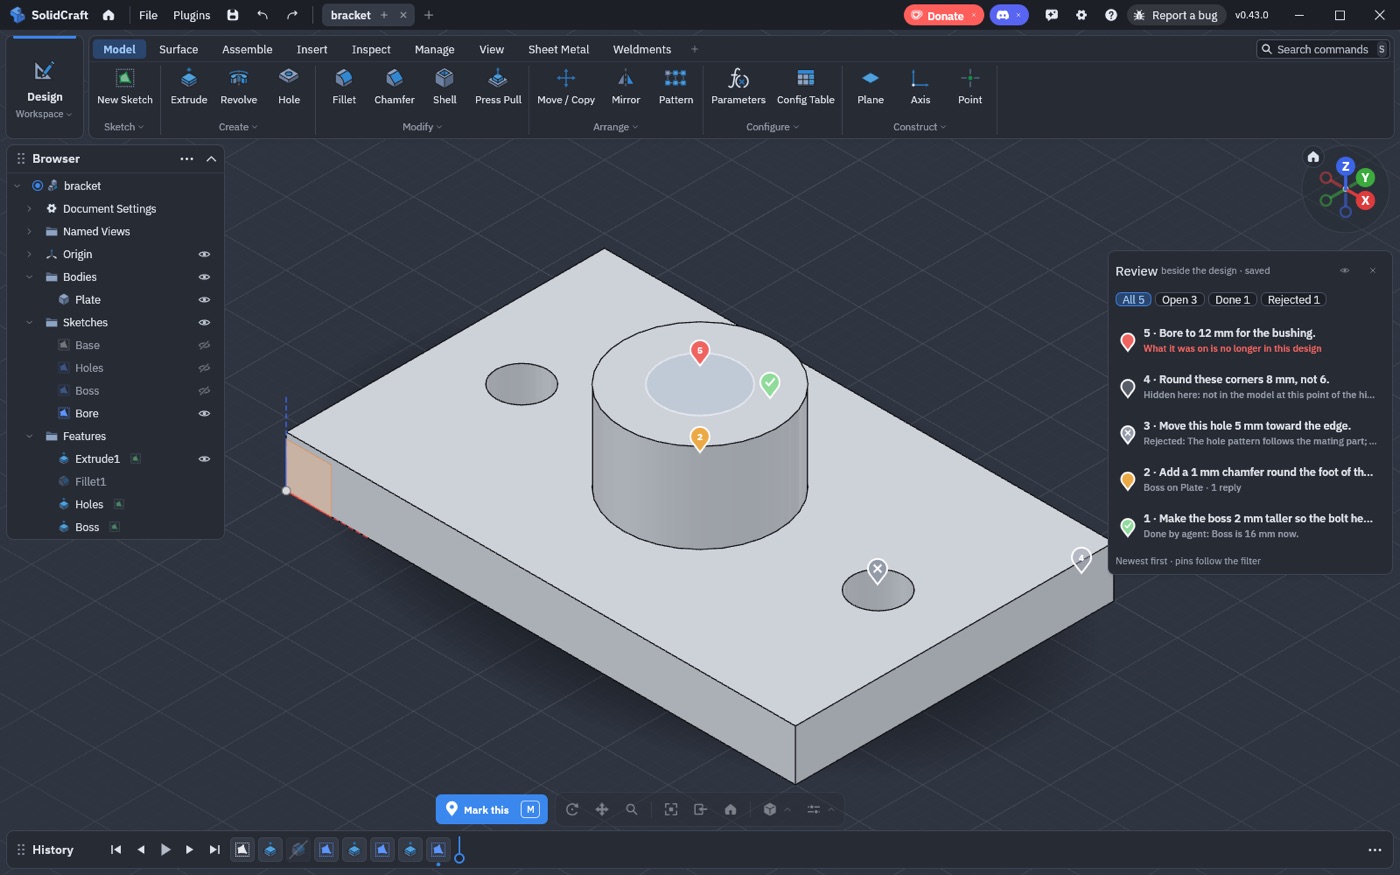 SolidCraft
File
Plugins
bracket
Donate
Report a bug
v0.43.0
Design
Workspace
Model
Surface
Assemble
Insert
Inspect
Manage
View
Sheet Metal
Weldments
Search commands
S
New Sketch
Extrude
Revolve
Hole
Fillet
Chamfer
Shell
Press Pull
Move / Copy
Mirror
Pattern
Parameters
Config Table
Plane
Axis
Point
Sketch
Create
Modify
Arrange
Configure
Construct
Browser
bracket
Document Settings
Named Views
Origin
Bodies
Plate
Sketches
Base
Holes
Boss
Bore
Features
Extrude1
Fillet1
Holes
Boss
Z
Y
X
5
2
4
Review beside the design · saved
All 5
Open 3
Done 1
Rejected 1
5 · Bore to 12 mm for the bushing.
What it was on is no longer in this design
4 · Round these corners 8 mm, not 6.
Hidden here: not in the model at this point of the hi...
3 · Move this hole 5 mm toward the edge.
Rejected: The hole pattern follows the mating part; ...
2 · Add a 1 mm chamfer round the foot of th...
Boss on Plate · 1 reply
1 · Make the boss 2 mm taller so the bolt he...
Done by agent: Boss is 16 mm now.
Newest first · pins follow the filter
Mark this
M
History